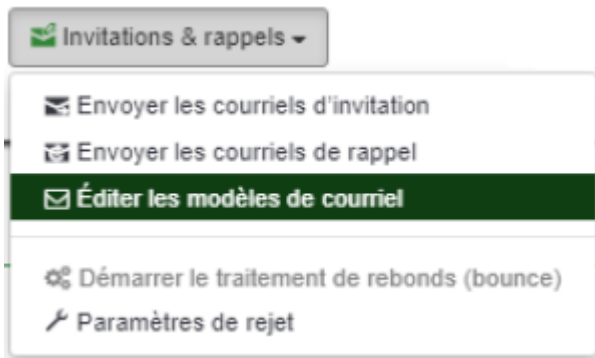 Invitations & rappels
Envoyer les courriels d'invitation
Envoyer les courriels de rappel
Éditer les modèles de courriel
Démarrer le traitement de rebonds (bounce)
Paramètres de rejet